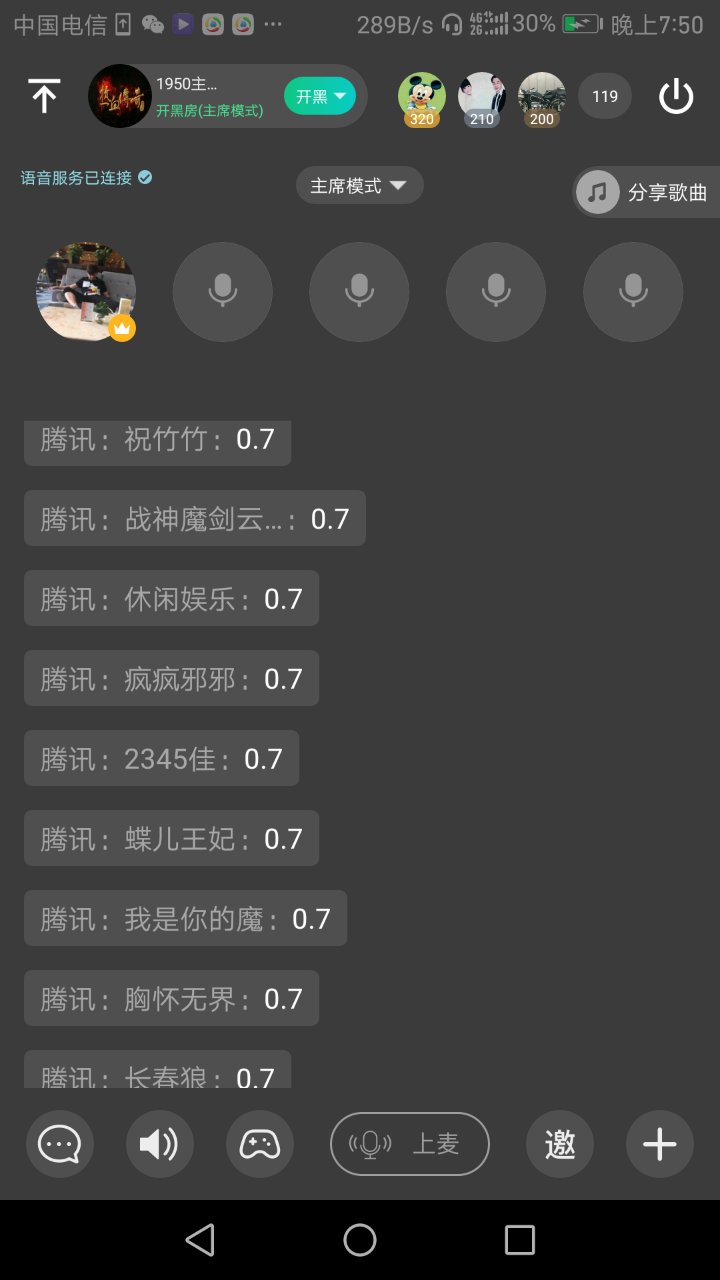 中国电信 ... 289B/s 4G 2G 30% 晚上7:50
1950主...
开黑房(主席模式)
开黑
320
210
200
119
语音服务已连接
主席模式
分享歌曲
腾讯：祝竹竹：0.7
腾讯：战神魔剑云...：0.7
腾讯：休闲娱乐：0.7
腾讯：疯疯邪邪：0.7
腾讯：2345佳：0.7
腾讯：蝶儿王妃：0.7
腾讯：我是你的魔：0.7
腾讯：胸怀无界：0.7
腾讯：长春狼：0.7
上麦
邀